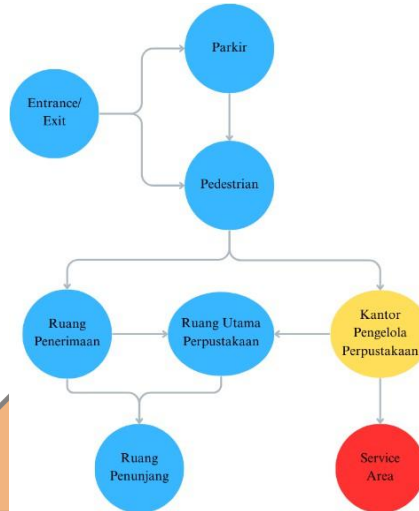 Parkir
Entrance/
Exit
Pedestrian
Ruang
Penerimaan
Ruang Utama
Perpustakaan
Kantor
Pengelola
Perpustakaan
Ruang
Penunjang
Service
Area